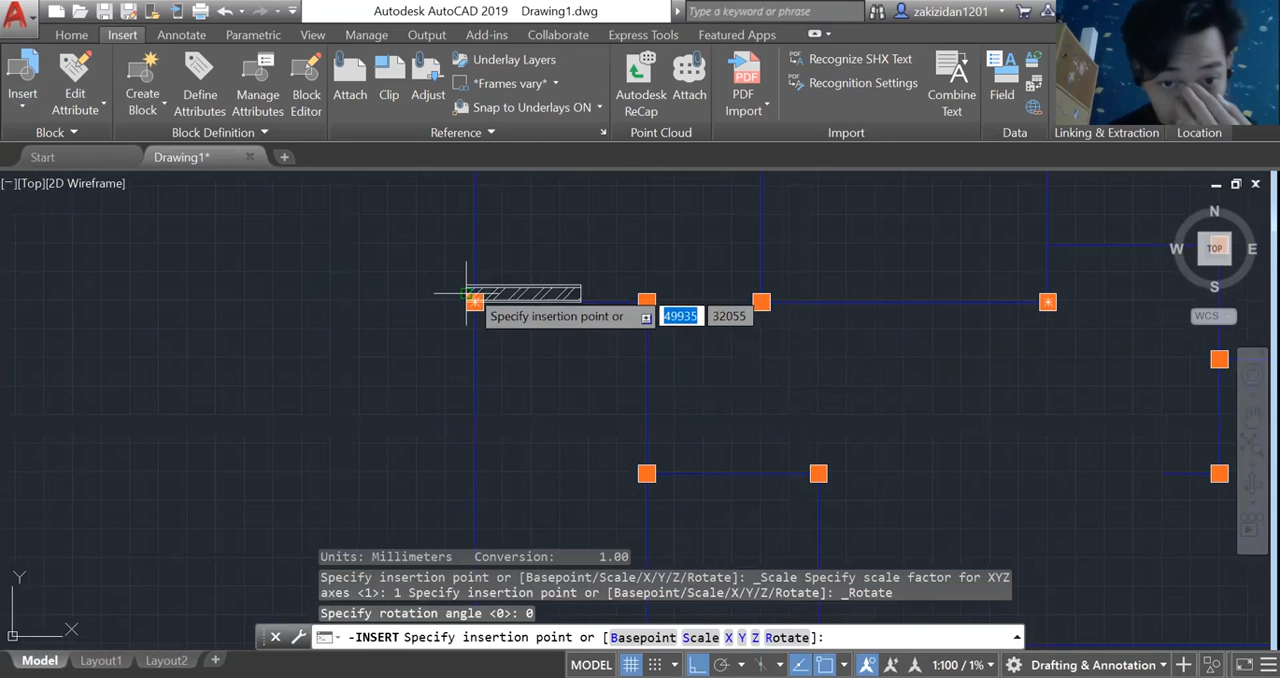 Autodesk AutoCAD 2019 Drawing1.dwg
Type a keyword or phrase
zakizidan1201
Home Insert Annotate Parametric View Manage Output Add-ins Collaborate Express Tools Featured Apps
Insert
Edit Attribute
Create Block
Define Attributes
Manage Attributes
Block Editor
Attach
Clip
Adjust
Underlay Layers
*Frames vary*
Snap to Underlays ON
Autodesk ReCap
Attach
PDF Import
Recognize SHX Text
Recognition Settings
Combine Text
Field
Block
Block Definition
Reference
Point Cloud
Import
Data
Linking & Extraction
Location
Start
Drawing1*
[−][Top][2D Wireframe]
N
W
TOP
E
S
WCS
Specify insertion point or
49935
32055
Units: Millimeters Conversion: 1.00
Specify insertion point or [Basepoint/Scale/X/Y/Z/Rotate]: _Scale Specify scale factor for XYZ
axes <1>: 1 Specify insertion point or [Basepoint/Scale/X/Y/Z/Rotate]: _Rotate
Specify rotation angle <0>: 0
-INSERT Specify insertion point or [Basepoint Scale X Y Z Rotate]:
Y
X
Model
Layout1
Layout2
MODEL
1:100 / 1%
Drafting & Annotation